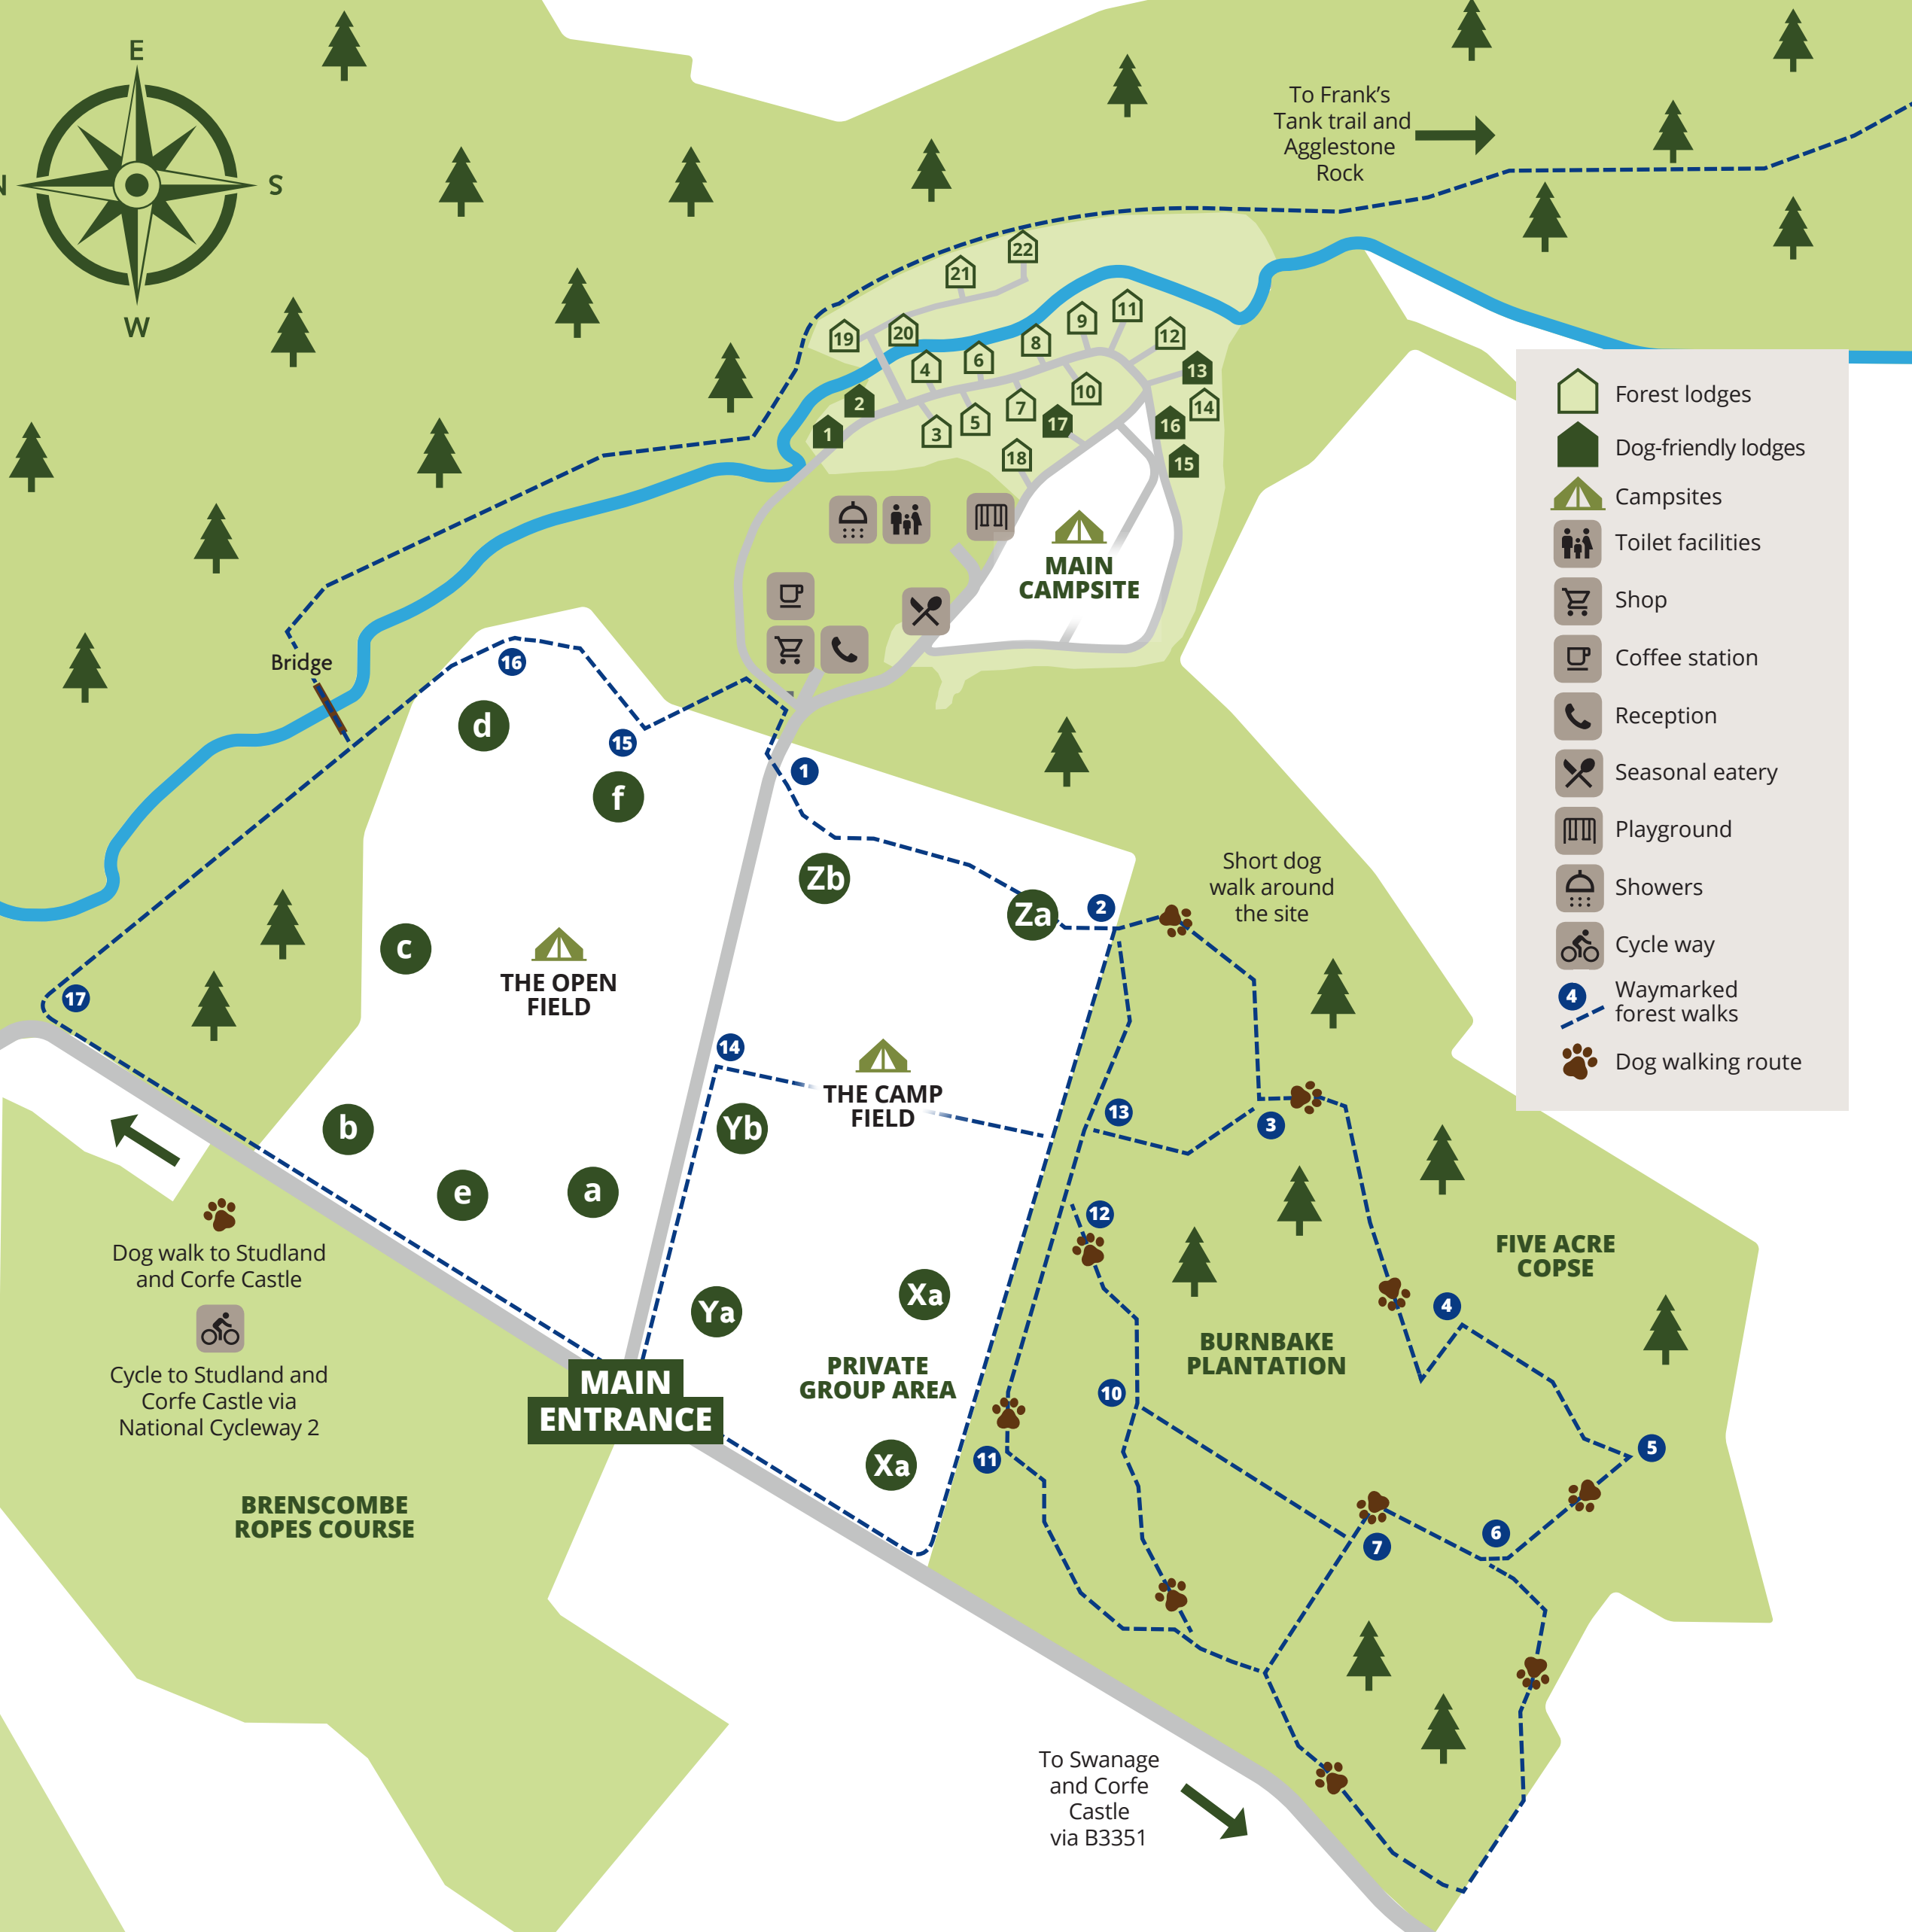 E
N
S
W
To Frank’s
Tank trail and
Agglestone
Rock
22
21
11
9
12
20
19
8
6
4
13
10
2
7
14
5
17
16
3
1
18
15
MAIN
CAMPSITE
Forest lodges
Dog-friendly lodges
Campsites
Toilet facilities
Shop
Coffee station
Reception
Seasonal eatery
Playground
Showers
Cycle way
4
Waymarked
forest walks
Dog walking route
Bridge
16
d
15
f
1
Zb
Za
2
Short dog
walk around
the site
c
THE OPEN
FIELD
17
14
THE CAMP
FIELD
13
3
b
Yb
e
a
12
Dog walk to Studland
and Corfe Castle
Cycle to Studland and
Corfe Castle via
National Cycleway 2
FIVE ACRE
COPSE
Ya
Xa
4
BURNBAKE
PLANTATION
PRIVATE
GROUP AREA
MAIN
ENTRANCE
10
5
11
Xa
6
7
BRENSCOMBE
ROPES COURSE
To Swanage
and Corfe
Castle
via B3351